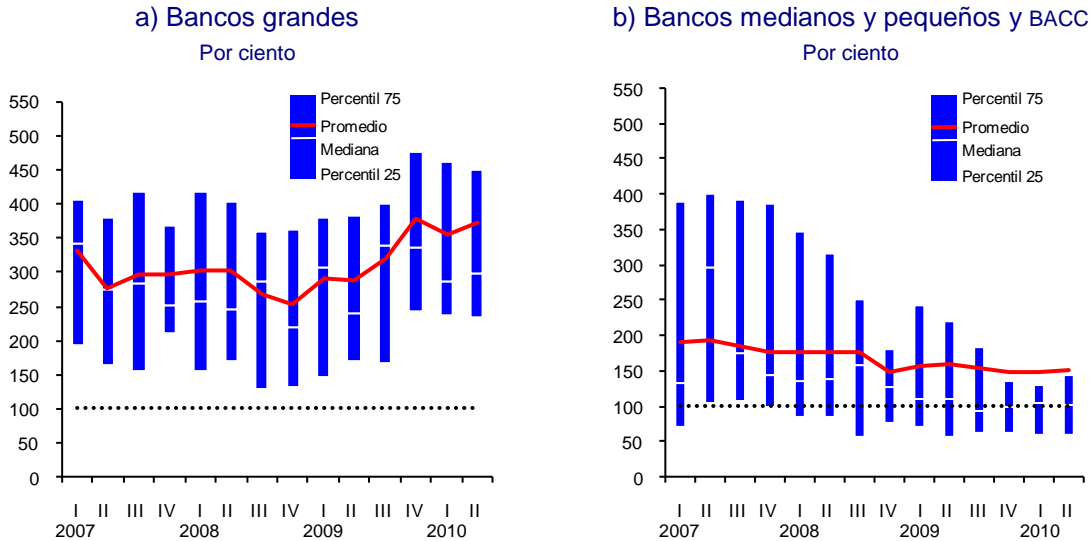 a) Bancos grandes
Por ciento
Percentil 75
Promedio
Mediana
Percentil 25
550
500
450
400
350
300
250
200
150
100
50
0
I II III IV I II III IV I II III IV I II
2007 2008 2009 2010
b) Bancos medianos y pequeños y BACC
Por ciento
Percentil 75
Promedio
Mediana
Percentil 25
550
500
450
400
350
300
250
200
150
100
50
0
I II III IV I II III IV I II III IV I II
2007 2008 2009 2010